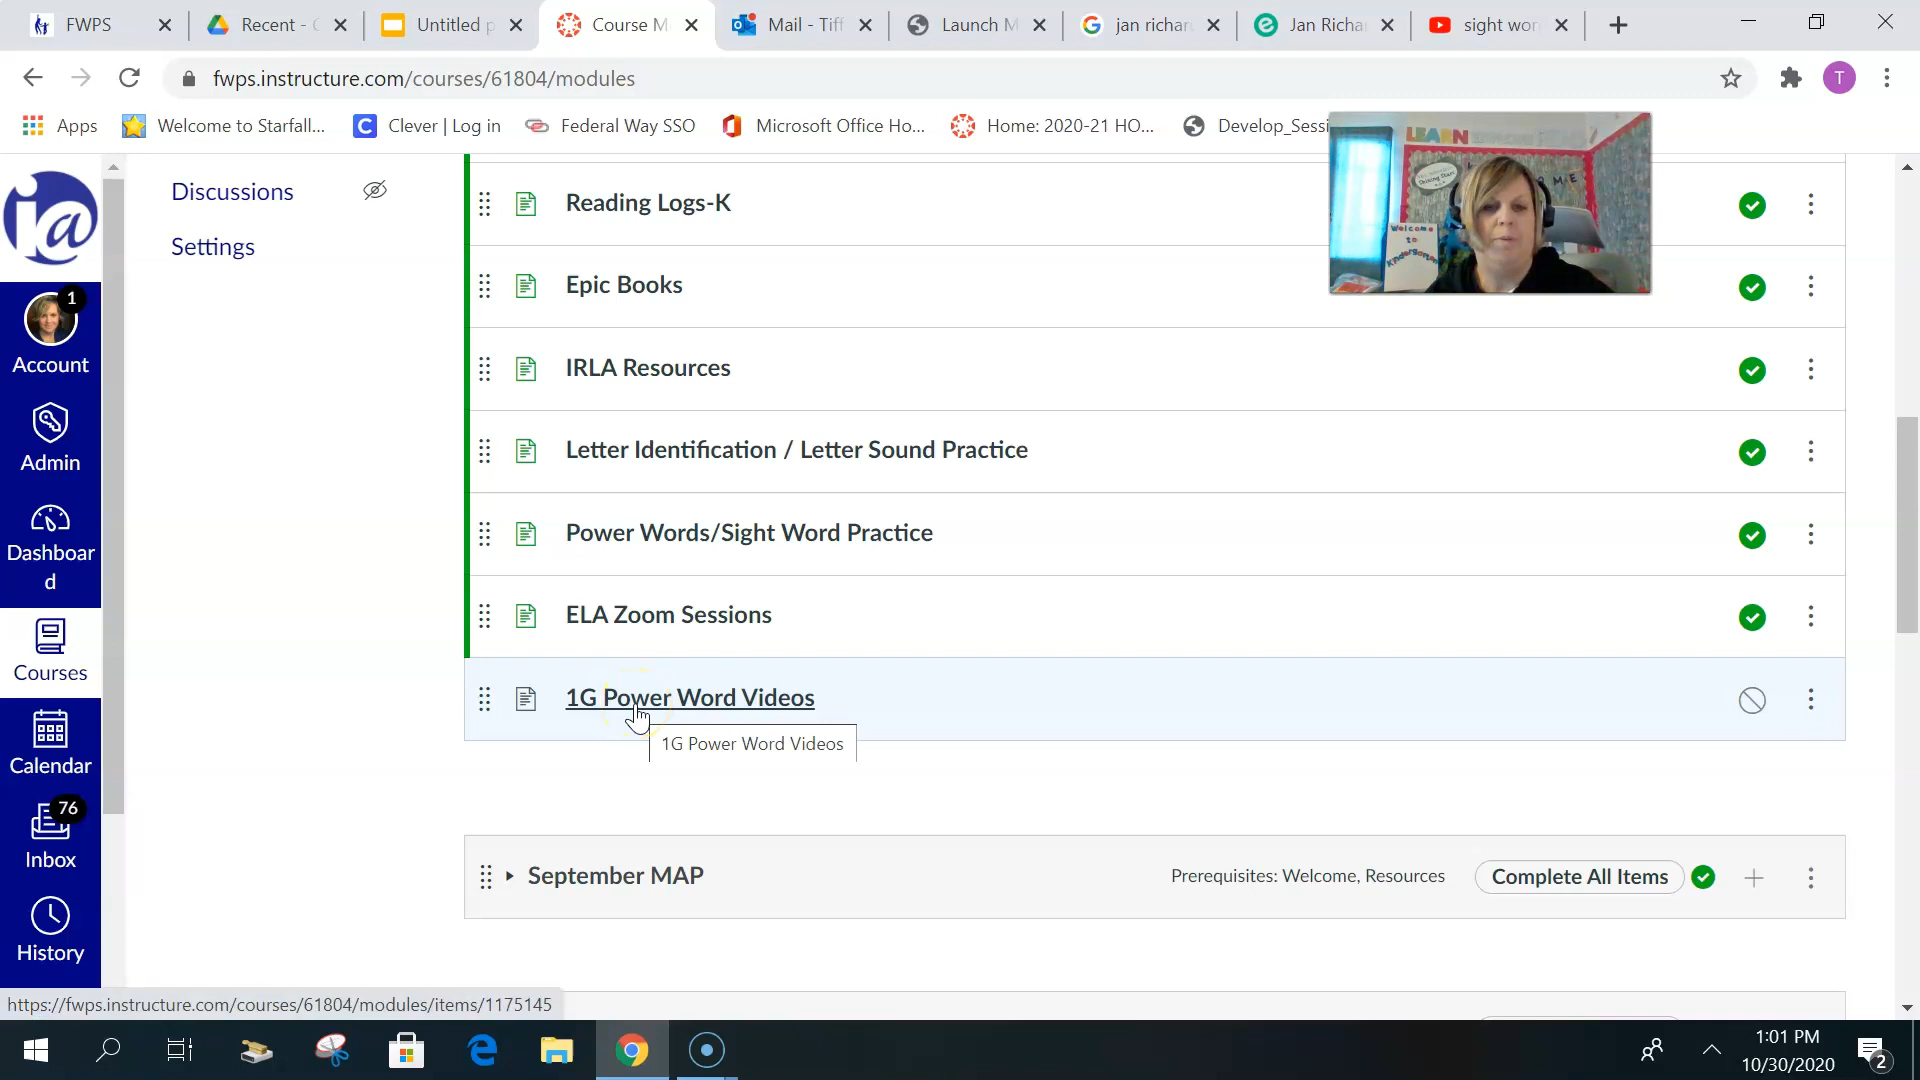 FWPS
Recent -
Untitled p
Course M
Mail - Tiff
Launch M
jan richar
Jan Richa
sight wor
fwps.instructure.com/courses/61804/modules
T
Apps
Welcome to Starfall...
Clever | Log in
Federal Way SSO
Microsoft Office Ho...
Home: 2020-21 HO...
Develop_Sessi
LEARN
Welcome
to
Kindergarten
Discussions
Settings
Reading Logs-K
Epic Books
IRLA Resources
Letter Identification / Letter Sound Practice
Power Words/Sight Word Practice
ELA Zoom Sessions
1G Power Word Videos
1G Power Word Videos
September MAP
Prerequisites: Welcome, Resources
Complete All Items
1
Account
Admin
Dashboar
d
Courses
Calendar
76
Inbox
History
https://fwps.instructure.com/courses/61804/modules/items/1175145
1:01 PM
10/30/2020
2